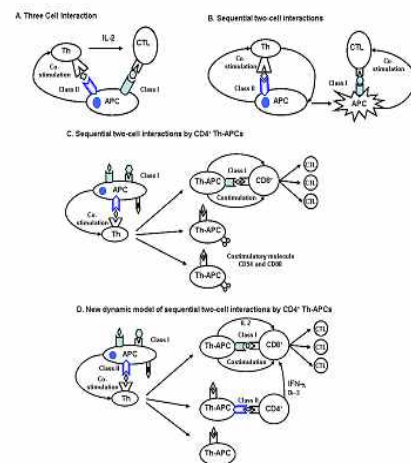 A. Three Cell Interaction
Th
IL-2
CTL
Co-
stimulation
Class II
Class I
APC
B. Sequential two-cell interactions
Th
Co-
stimulation
Class II
APC
CTL
Class I
Co-
stimulation
APC
C. Sequential two-cell interactions by CD4⁺ Th-APCs
Class I
APC
Co-
stimulation
Th
Th-APC
Class I
CD8⁺
Costimulation
CTL
CTL
CTL
Th-APC
Costimulatory molecule
CD54 and CD80
Th-APC
D. New dynamic model of sequential two-cell interactions by CD4⁺ Th-APCs
Class I
APC
Class II
Co-
stimulation
Th
IL-2
Class I
Th-APC
CD8⁺
Costimulation
CTL
CTL
CTL
Th-APC
Class II
CD4⁺
Th-APC